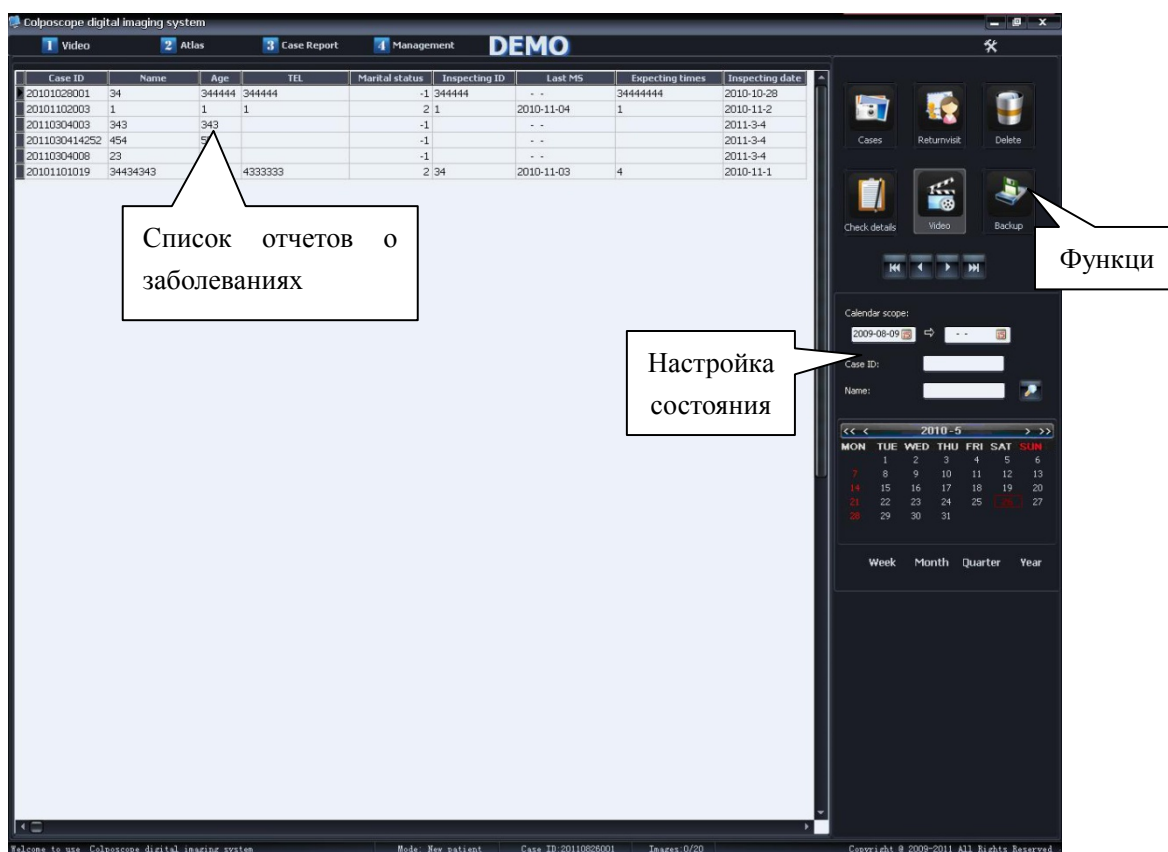 Colposcope digital imaging system
1 Video 2 Atlas 3 Case Report 4 Management DEMO
Case ID Name Age TEL Marital status Inspecting ID Last MS Expecting times Inspecting date
20101028001 34 344444 344444 -1 344444 - - 34444444 2010-10-28
20101102003 1 1 1 2 1 2010-11-04 1 2010-11-2
20110304003 343 343 -1 - - 2011-3-4
2011030414252 454 -1 - - 2011-3-4
20110304008 23 -1 - - 2011-3-4
20101101019 34434343 4333333 2 34 2010-11-03 4 2010-11-1
Список отчетов о
заболеваниях
Cases Returnvisit Delete
Check details Video Backup
Функци
Calendar scope:
2009-08-09 - -
Case ID:
Name:
Настройка
состояния
<< < 2010-5 > >>
MON TUE WED THU FRI SAT SUN
1 2 3 4 5 6
7 8 9 10 11 12 13
14 15 16 17 18 19 20
21 22 23 24 25 26 27
28 29 30 31
Week Month Quarter Year
Welcome to use Colposcope digital imaging system Mode: New patient Case ID:20110826001 Images:0/20 Copyright @ 2009-2011 All Rights Reserved